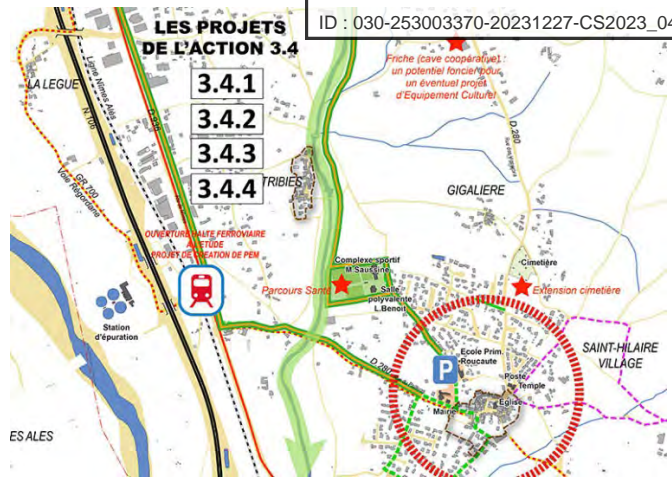 ID : 030-253003370-20231227-CS2023_04
LES PROJETS
DE L'ACTION 3.4
3.4.1
3.4.2
3.4.3
3.4.4
LA LEGUE
Ligne Nîmes Alès
N.106
D.936
GR 700
Voie Régordane
TRIBIES
Friche (cave coopérative) :
un potentiel foncier pour
un éventuel projet
d'Equipement Culturel
D.280
GIGALIERE
OUVERTURE HALTE FERROVIAIRE
A L'ETUDE
PROJET DE CREATION DE PEM
Complexe sportif
M.Saussine
Parcours Santé
Salle
polyvalente
L.Benoit
Cimetière
Extension cimetière
Station
d'épuration
D.280
Ecole Prim.
Roucaute
P
Poste
Temple
Mairie
Eglise
SAINT-HILAIRE
VILLAGE
ES ALES